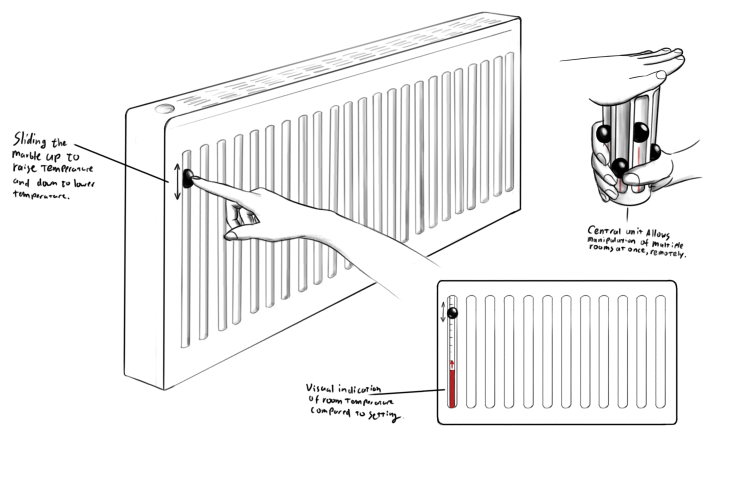 Sliding the
marble up to
raise Temperature
and down to lower
temperature.
Central unit Allows
manipulation of multiple
rooms at once, remotely.
Visual indication
of room Temperature
compared to setting.